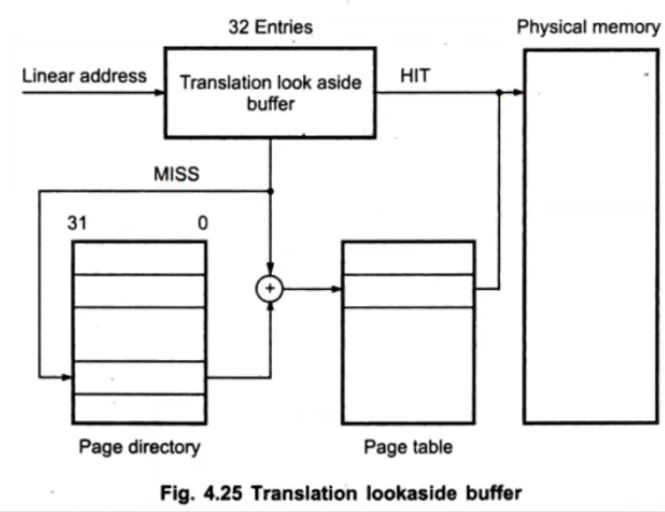 32 Entries
Physical memory
Linear address
Translation look aside
buffer
HIT
MISS
31
0
+
Page directory
Page table
Fig. 4.25 Translation lookaside buffer